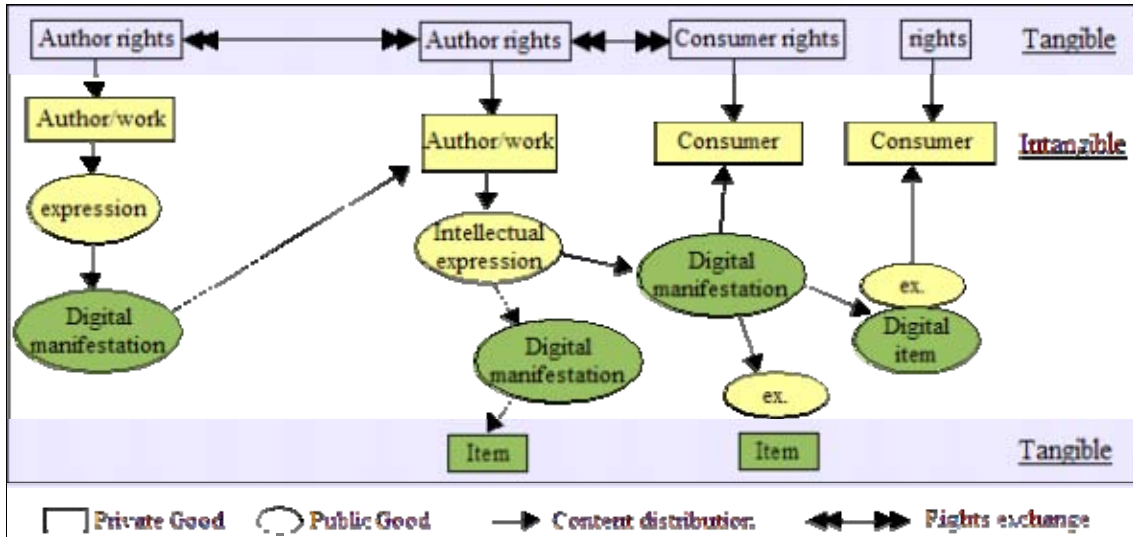 Author rights
Author rights
Consumer rights
rights
Tangible
Author/work
Author/work
Consumer
Consumer
Intangible
expression
Intellectual
expression
Digital
manifestation
ex.
Digital
item
Digital
manifestation
Digital
manifestation
ex.
Item
Item
Tangible
Private Good
Public Good
Content distribution
Rights exchange